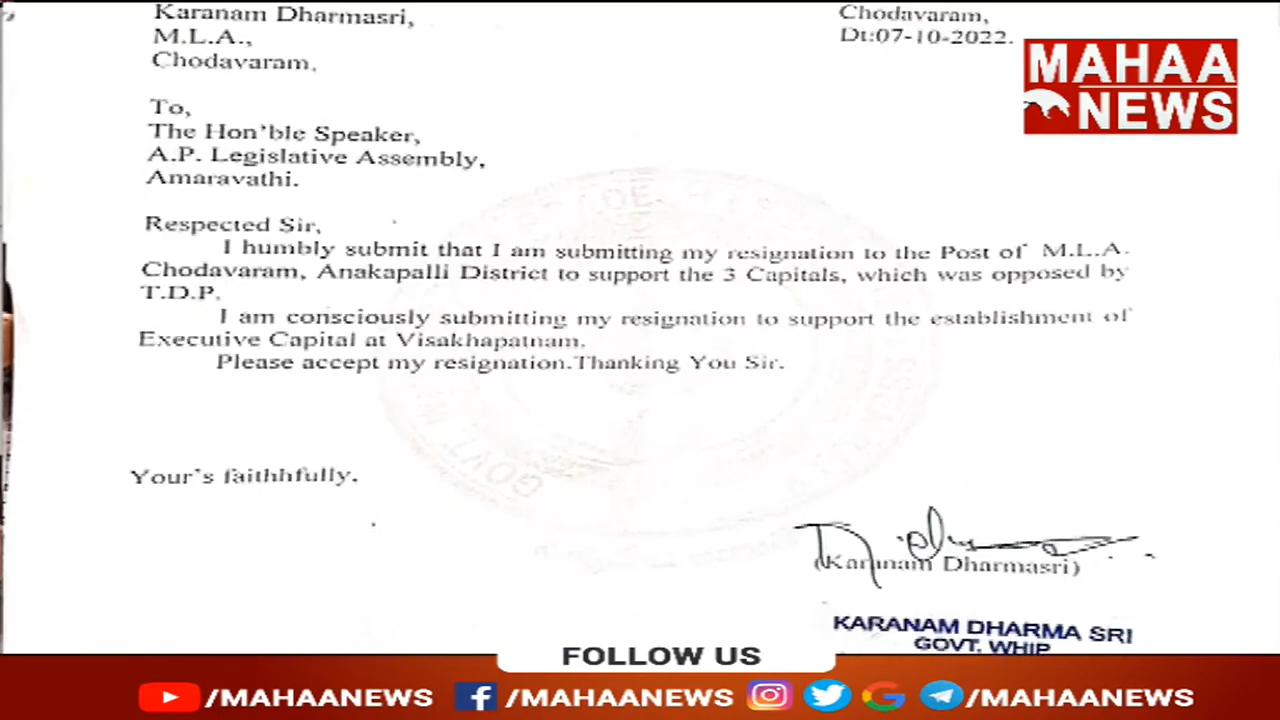 Karanam Dharmasri,
M.L.A.,
Chodavaram,
Chodavaram,
Dt:07-10-2022.
MAHAA
NEWS
To,
The Hon'ble Speaker,
A.P. Legislative Assembly,
Amaravathi.
Respected Sir,
I humbly submit that I am submitting my resignation to the Post of M.L.A.
Chodavaram, Anakapalli District to support the 3 Capitals, which was opposed by
T.D.P.
I am consciously submitting my resignation to support the establishment of
Executive Capital at Visakhapatnam.
Please accept my resignation.Thanking You Sir.
Your's faithhfully,
(Karanam Dharmasri)
KARANAM DHARMA SRI
GOVT. WHIP
FOLLOW US
/MAHAANEWS
/MAHAANEWS
/MAHAANEWS